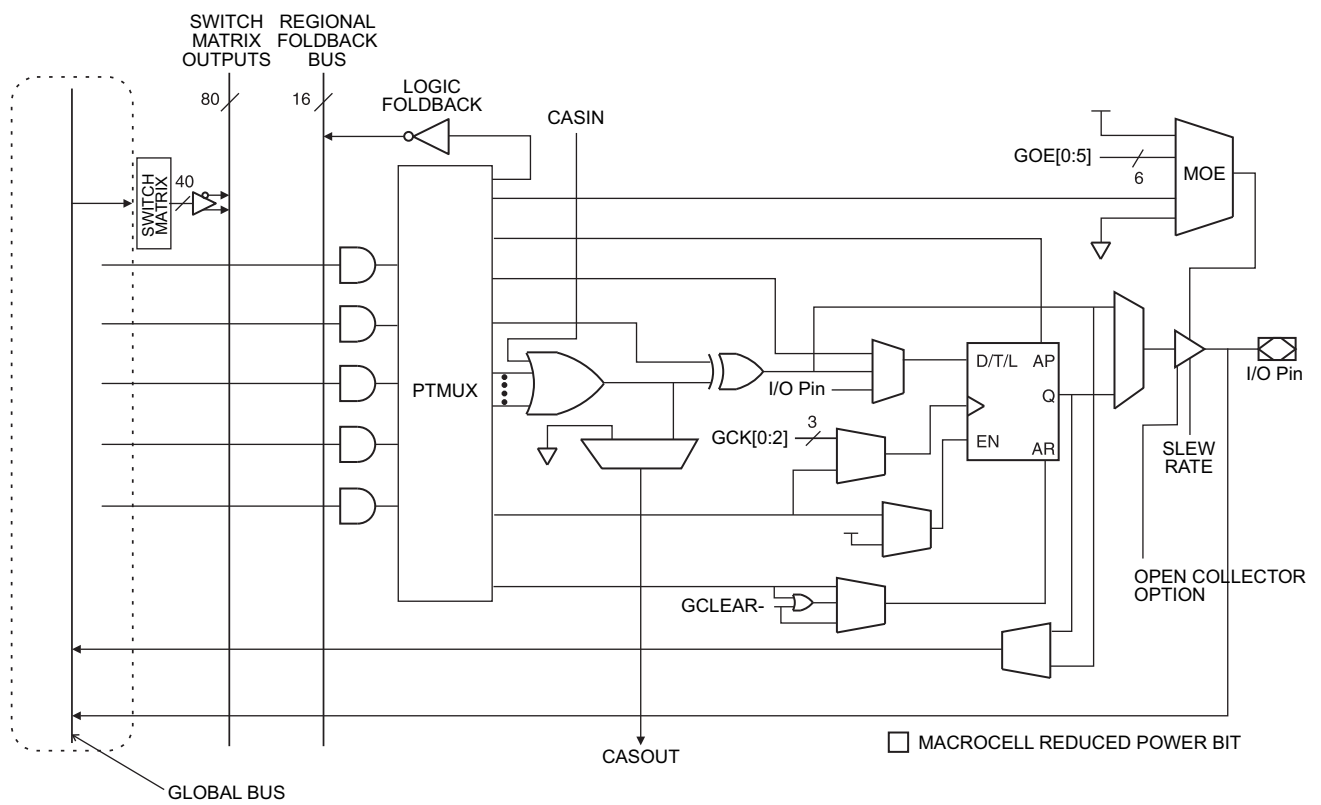 SWITCH
MATRIX
OUTPUTS
REGIONAL
FOLDBACK
BUS
80
16
LOGIC
FOLDBACK
CASIN
GOE[0:5]
6
MOE
SWITCH
MATRIX
40
PTMUX
D/T/L
AP
Q
EN
AR
I/O Pin
I/O Pin
GCK[0:2]
3
SLEW
RATE
OPEN COLLECTOR
OPTION
GCLEAR-
CASOUT
MACROCELL REDUCED POWER BIT
GLOBAL BUS